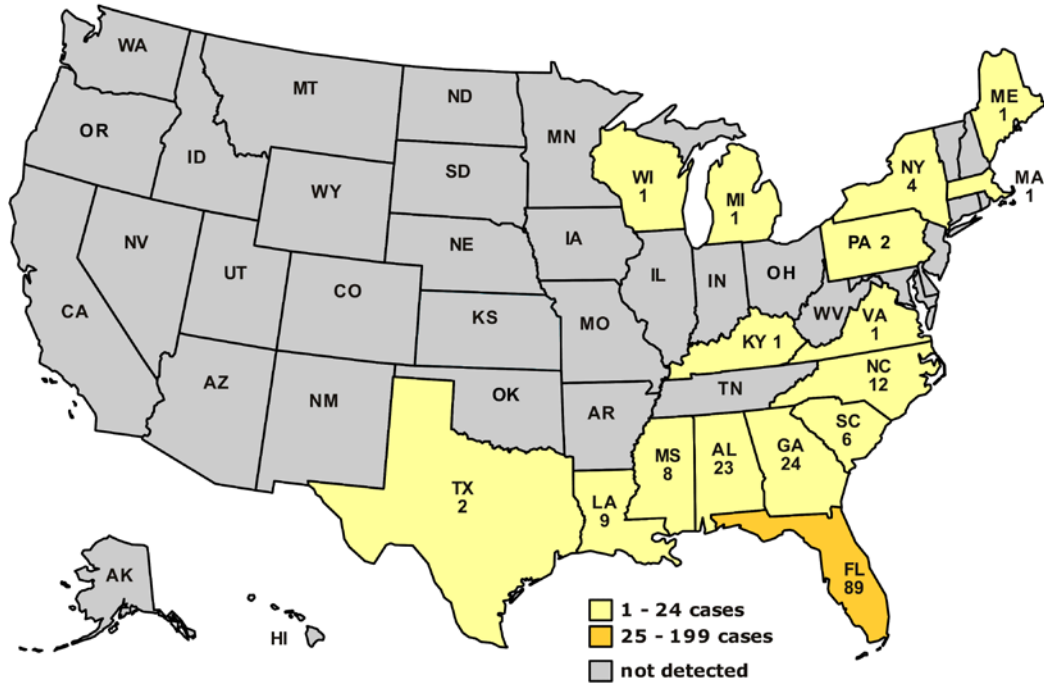 WA
MT
ND
MN
ME
1
OR
ID
SD
WI
1
MI
1
NY
4
MA
1
WY
NV
NE
IA
PA 2
UT
CO
IL
IN
OH
CA
KS
MO
WV
VA
1
KY 1
AZ
NM
OK
AR
TN
NC
12
SC
6
MS
8
AL
23
GA
24
TX
2
LA
9
FL
89
AK
HI
1 - 24 cases
25 - 199 cases
not detected